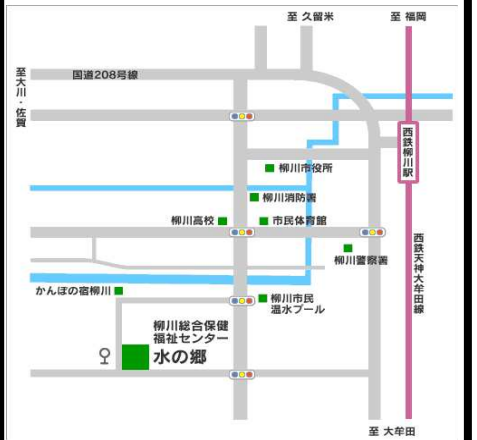 至 久留米
至 福岡
国道208号線
至大川・佐賀
西鉄柳川駅
柳川市役所
柳川消防署
柳川高校
市民体育館
柳川警察署
西鉄天神大牟田線
かんぽの宿柳川
柳川市民
温水プール
柳川総合保健
福祉センター
水の郷
至 大牟田